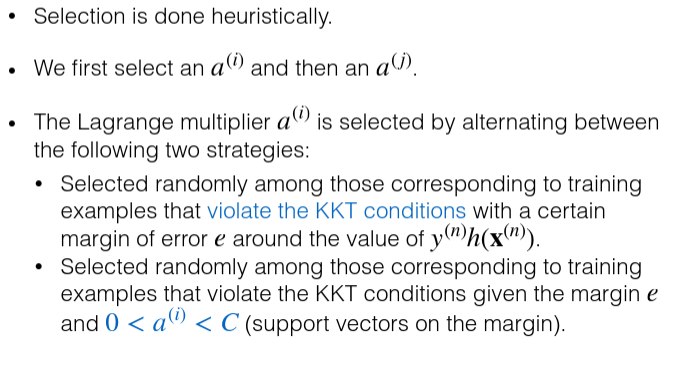 • Selection is done heuristically.
• We first select an a⁽ⁱ⁾ and then an a⁽ʲ⁾.
• The Lagrange multiplier a⁽ⁱ⁾ is selected by alternating between
the following two strategies:
• Selected randomly among those corresponding to training
examples that violate the KKT conditions with a certain
margin of error e around the value of y⁽ⁿ⁾h(x⁽ⁿ⁾).
• Selected randomly among those corresponding to training
examples that violate the KKT conditions given the margin e
and 0 < a⁽ⁱ⁾ < C (support vectors on the margin).